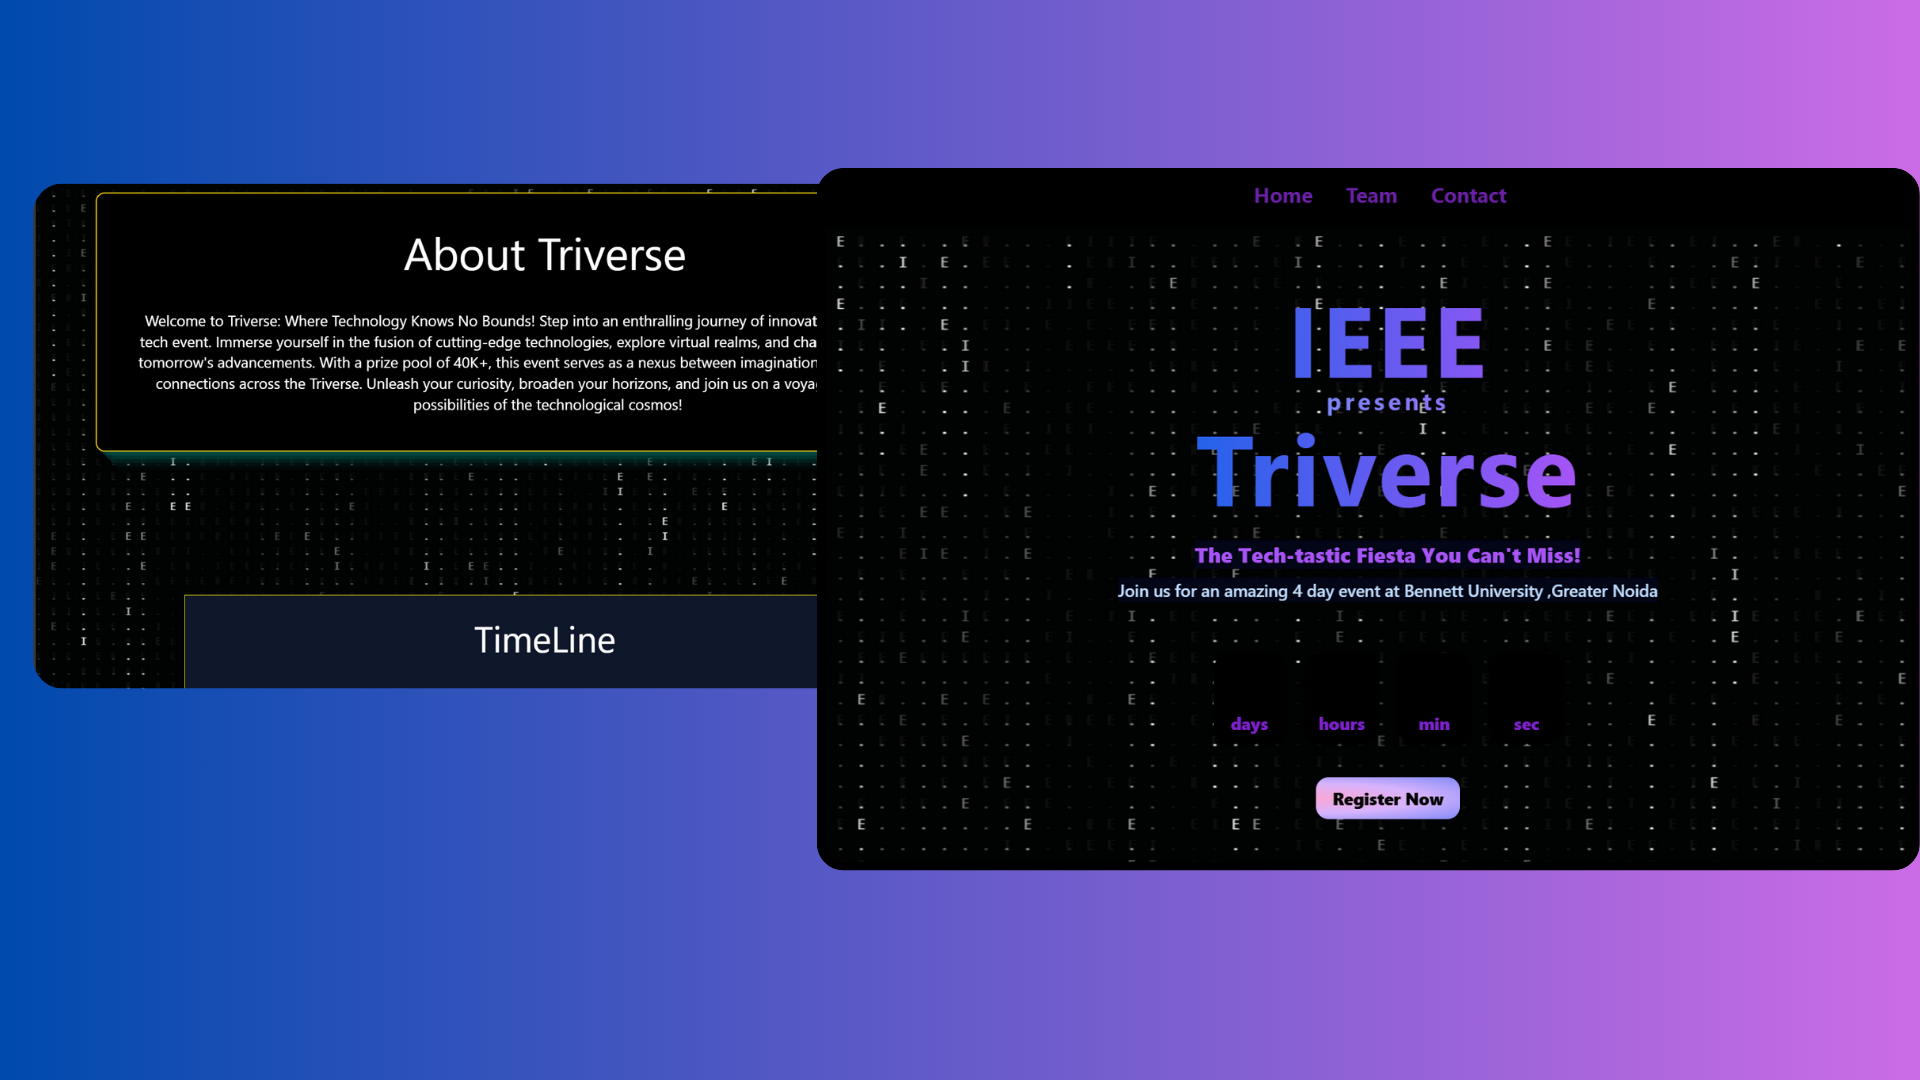 About Triverse
Welcome to Triverse: Where Technology Knows No Bounds! Step into an enthralling journey of innovat
tech event. Immerse yourself in the fusion of cutting-edge technologies, explore virtual realms, and cha
tomorrow's advancements. With a prize pool of 40K+, this event serves as a nexus between imagination
connections across the Triverse. Unleash your curiosity, broaden your horizons, and join us on a voya
possibilities of the technological cosmos!
TimeLine
Home Team Contact
IEEE
presents
Triverse
The Tech-tastic Fiesta You Can't Miss!
Join us for an amazing 4 day event at Bennett University ,Greater Noida
days hours min sec
Register Now